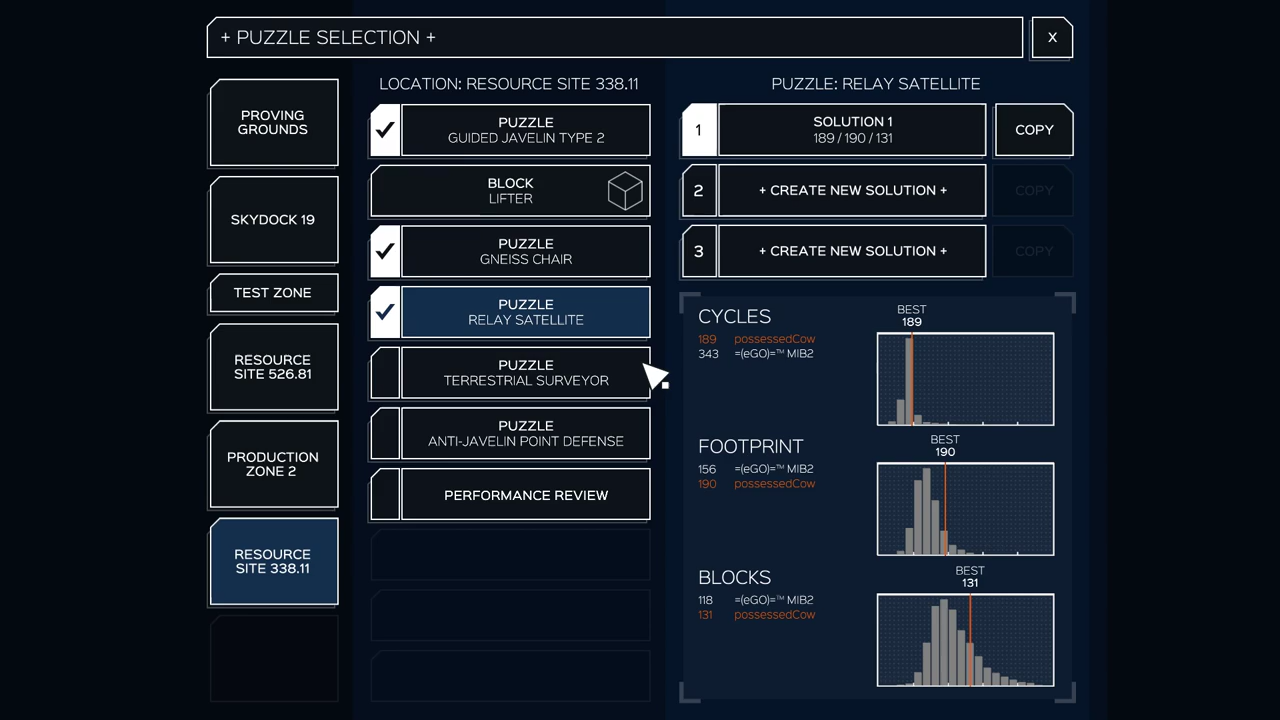 + PUZZLE SELECTION +
X
PROVING
GROUNDS
SKYDOCK 19
TEST ZONE
RESOURCE
SITE 526.81
PRODUCTION
ZONE 2
RESOURCE
SITE 338.11
LOCATION: RESOURCE SITE 338.11
PUZZLE
GUIDED JAVELIN TYPE 2
BLOCK
LIFTER
PUZZLE
GNEISS CHAIR
PUZZLE
RELAY SATELLITE
PUZZLE
TERRESTRIAL SURVEYOR
PUZZLE
ANTI-JAVELIN POINT DEFENSE
PERFORMANCE REVIEW
PUZZLE: RELAY SATELLITE
1
SOLUTION 1
189 / 190 / 131
COPY
2
+ CREATE NEW SOLUTION +
COPY
3
+ CREATE NEW SOLUTION +
COPY
CYCLES
189 possessedCow
343 =(eGO)=™ MIB2
BEST
189
FOOTPRINT
156 =(eGO)=™ MIB2
190 possessedCow
BEST
190
BLOCKS
118 =(eGO)=™ MIB2
131 possessedCow
BEST
131